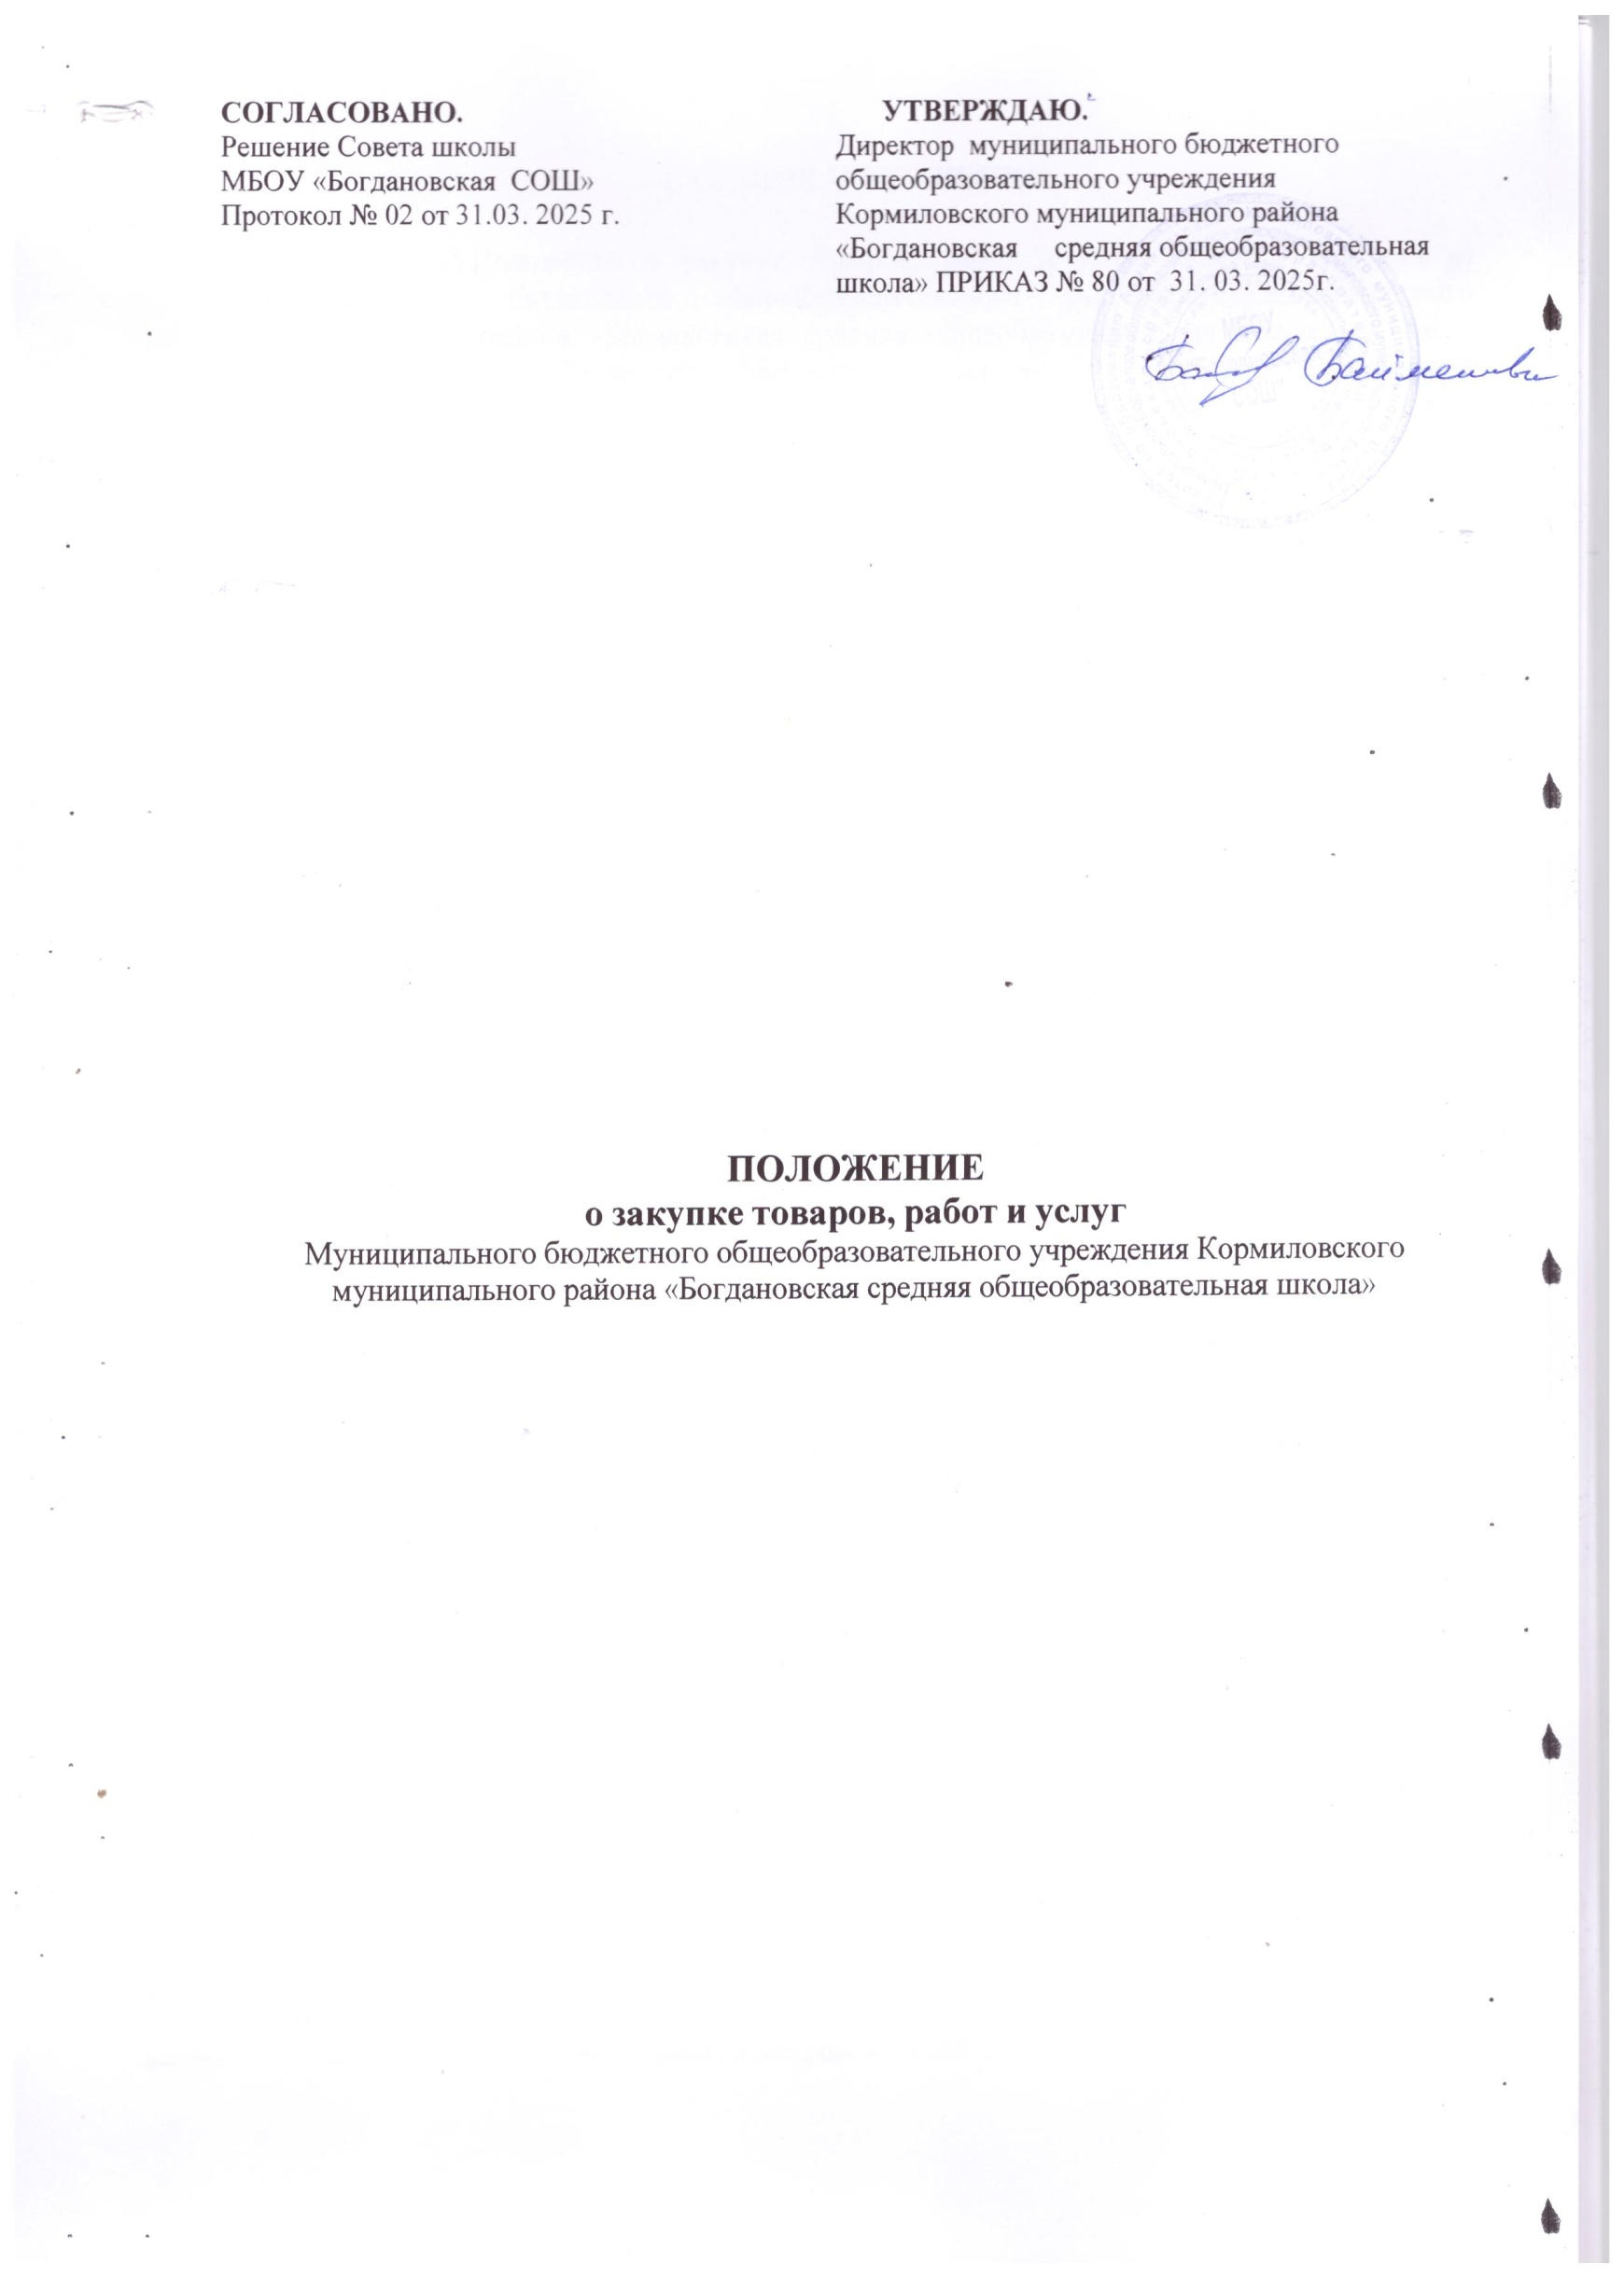 СОГЛАСОВАНО.
Решение Совета школы
МБОУ «Богдановская СОШ»
Протокол № 02 от 31.03. 2025 г.
УТВЕРЖДАЮ.
Директор муниципального бюджетного
общеобразовательного учреждения
Кормиловского муниципального района
«Богдановская средняя общеобразовательная
школа» ПРИКАЗ № 80 от 31. 03. 2025г.
СОШ
ПОЛОЖЕНИЕ
о закупке товаров, работ и услуг
Муниципального бюджетного общеобразовательного учреждения Кормиловского
муниципального района «Богдановская средняя общеобразовательная школа»